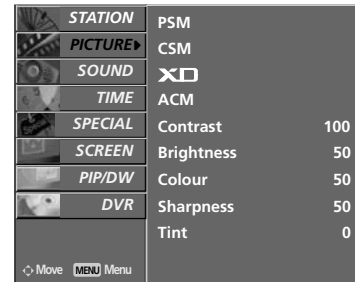 STATION
PICTURE
SOUND
TIME
SPECIAL
SCREEN
PIP/DW
DVR
Move MENU Menu
PSM
CSM
XD
ACM
Contrast 100
Brightness 50
Colour 50
Sharpness 50
Tint 0